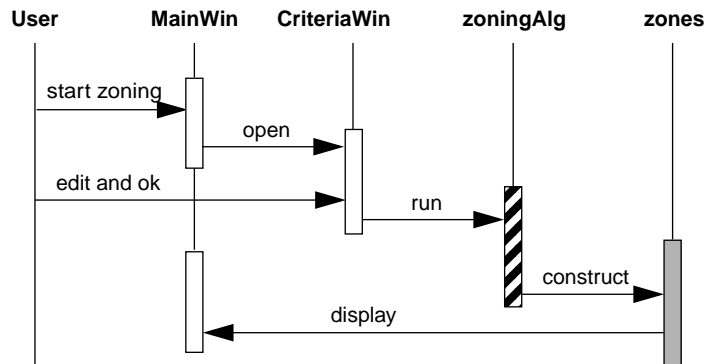 User MainWin CriteriaWin zoningAlg zones
start zoning
open
edit and ok
run
construct
display